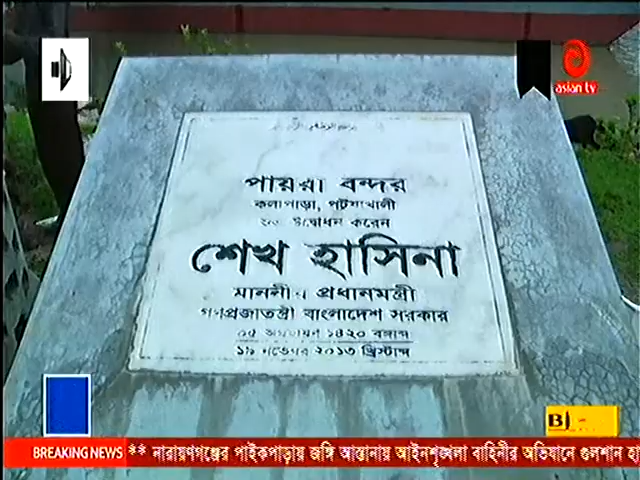 asian tv
পায়রা বন্দর
কলাপাড়া, পটুয়াখালী
উদ্বোধন করেন
শেখ হাসিনা
মাননীয় প্রধানমন্ত্রী
গণপ্রজাতন্ত্রী বাংলাদেশ সরকার
০৫ অগ্রহায়ণ ১৪২০ বঙ্গাব্দ
১৯ নভেম্বর ২০১৩ খ্রিস্টাব্দ
BREAKING NEWS ** নারায়ণগঞ্জের পাইকপাড়ায় জঙ্গি আস্তানায় আইনশৃঙ্খলা বাহিনীর অভিযানে গুলশান